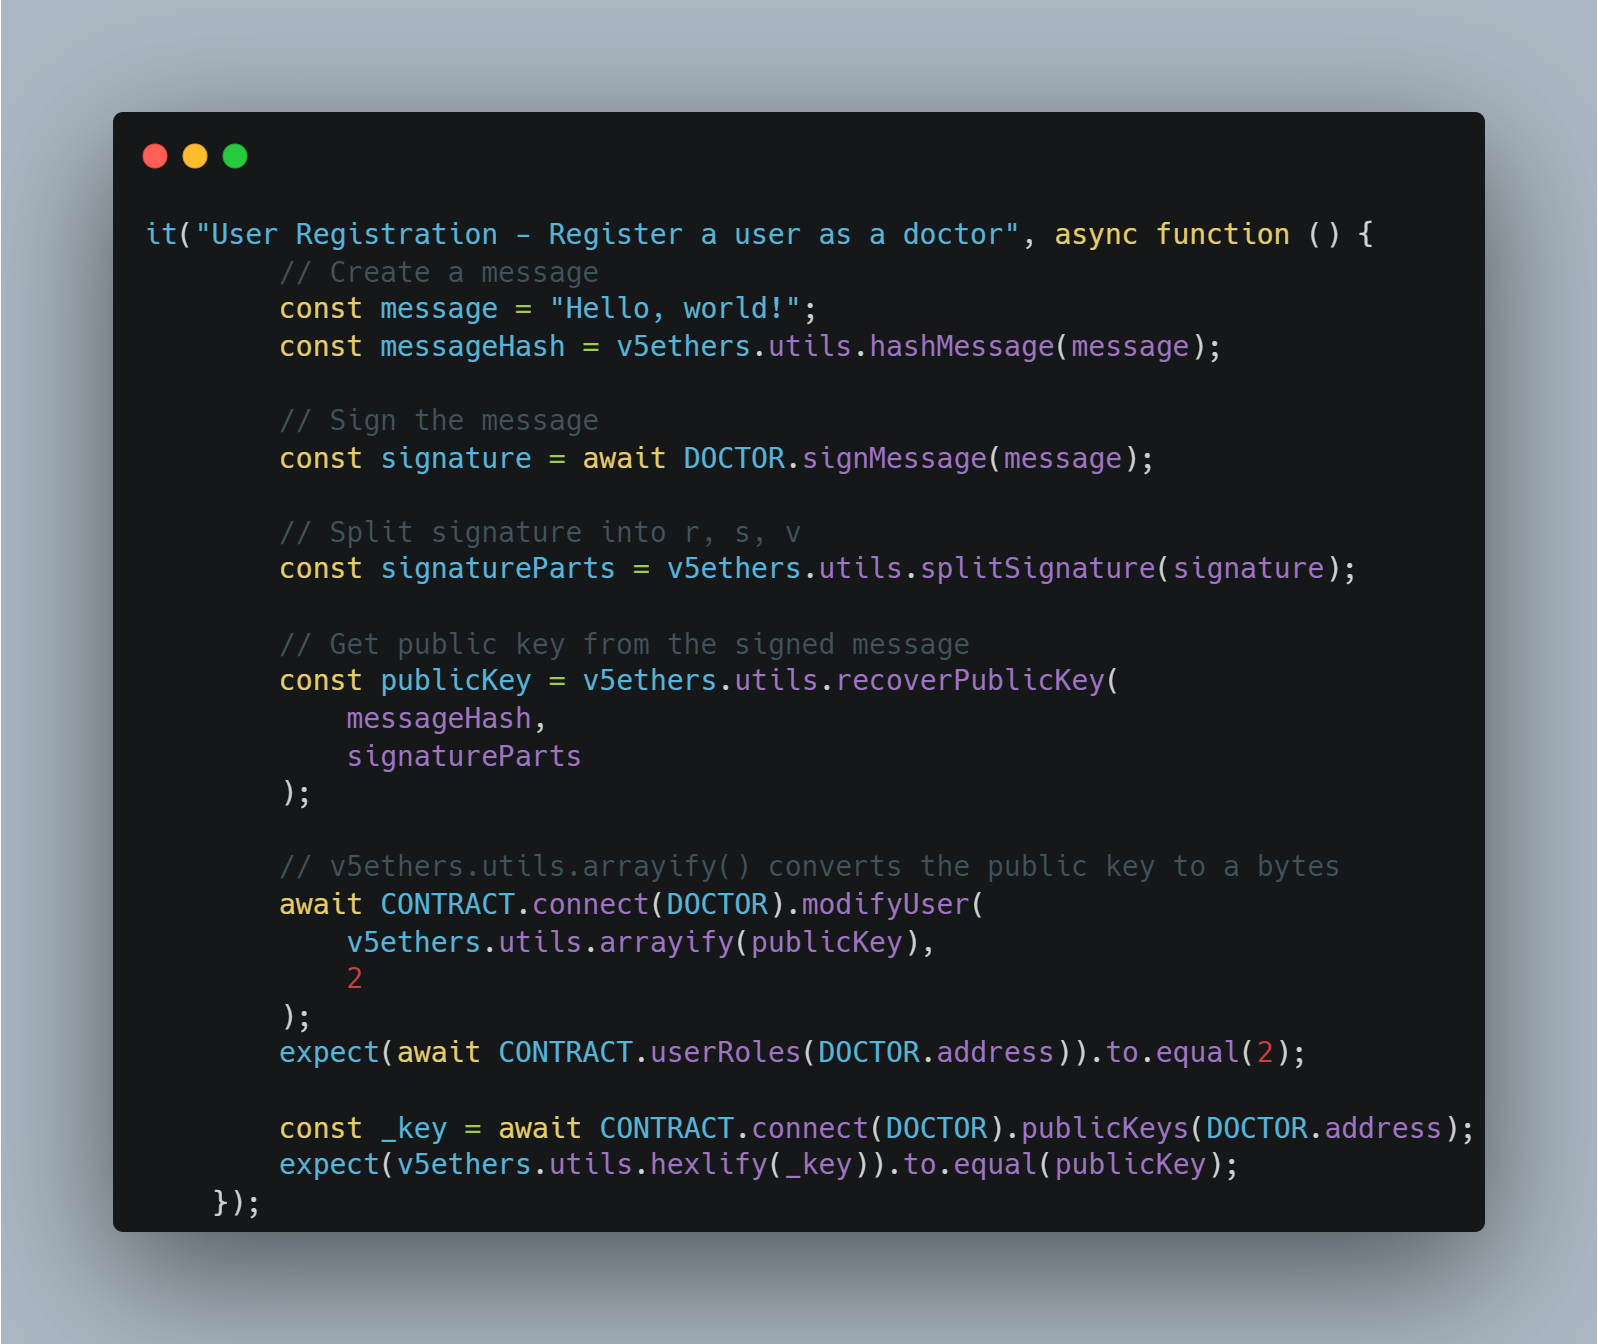 it("User Registration - Register a user as a doctor", async function () {
        // Create a message
        const message = "Hello, world!";
        const messageHash = v5ethers.utils.hashMessage(message);

        // Sign the message
        const signature = await DOCTOR.signMessage(message);

        // Split signature into r, s, v
        const signatureParts = v5ethers.utils.splitSignature(signature);

        // Get public key from the signed message
        const publicKey = v5ethers.utils.recoverPublicKey(
            messageHash,
            signatureParts
        );

        // v5ethers.utils.arrayify() converts the public key to a bytes
        await CONTRACT.connect(DOCTOR).modifyUser(
            v5ethers.utils.arrayify(publicKey),
            2
        );
        expect(await CONTRACT.userRoles(DOCTOR.address)).to.equal(2);

        const _key = await CONTRACT.connect(DOCTOR).publicKeys(DOCTOR.address);
        expect(v5ethers.utils.hexlify(_key)).to.equal(publicKey);
    });